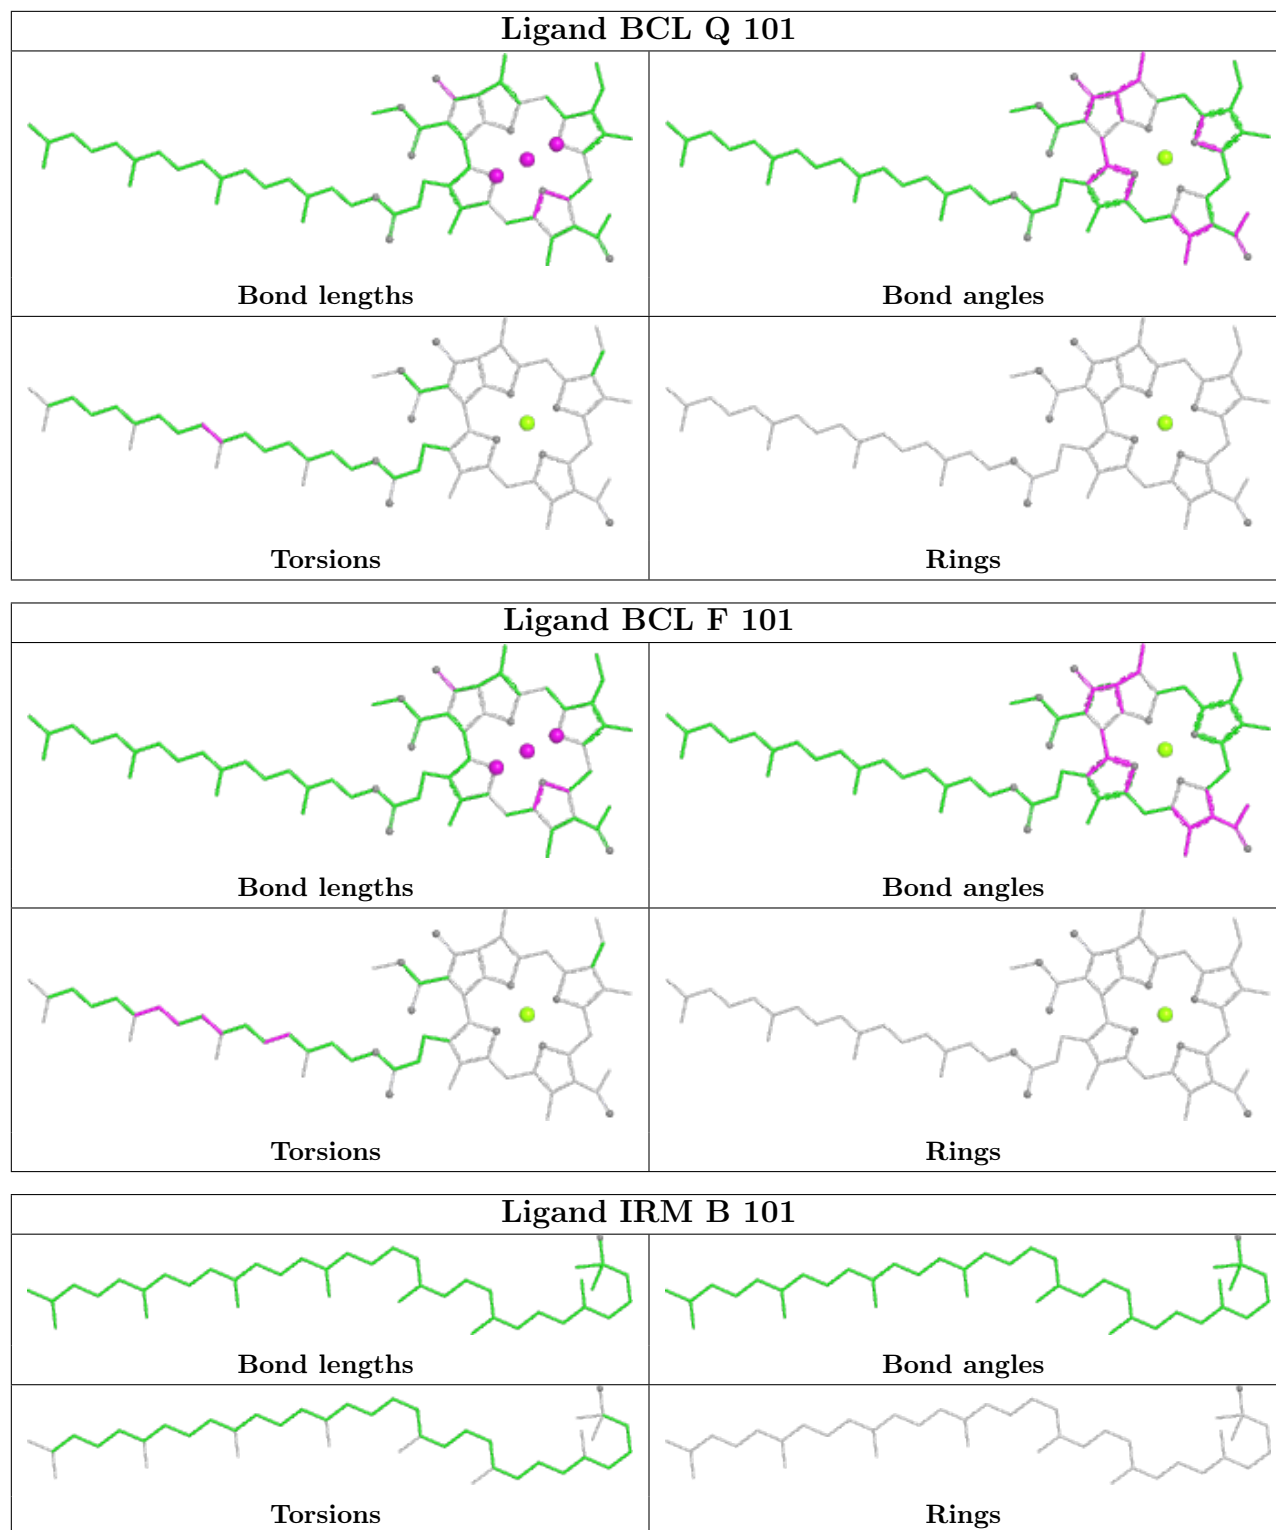 Ligand BCL Q 101
Bond lengths Bond angles
Torsions Rings
Ligand BCL F 101
Bond lengths Bond angles
Torsions Rings
Ligand IRM B 101
Bond lengths Bond angles
Torsions Rings